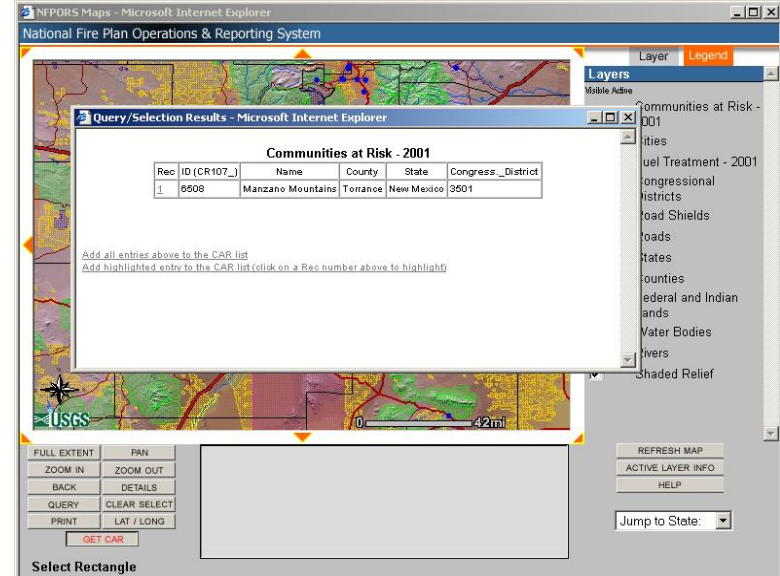 NFPORS Maps - Microsoft Internet Explorer
National Fire Plan Operations & Reporting System
Layer Legend
Layers
Visible Active
Communities at Risk -
001
ities
uel Treatment - 2001
ongressional
istricts
oad Shields
oads
tates
ounties
ederal and Indian
ands
Water Bodies
ivers
Shaded Relief
Query/Selection Results - Microsoft Internet Explorer
Communities at Risk - 2001
Rec ID (CR107_) Name County State Congress._District
1 6508 Manzano Mountains Torrance New Mexico 3501
Add all entries above to the CAR list
Add highlighted entry to the CAR list (click on a Rec number above to highlight)
USGS
0 42mi
FULL EXTENT PAN
ZOOM IN ZOOM OUT
BACK DETAILS
QUERY CLEAR SELECT
PRINT LAT / LONG
GET CAR
Select Rectangle
REFRESH MAP
ACTIVE LAYER INFO
HELP
Jump to State: